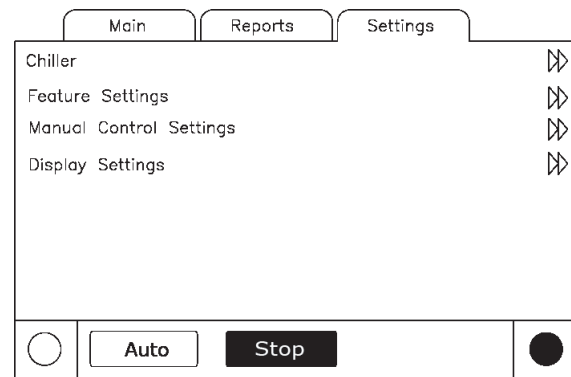 Main Reports Settings
Chiller
Feature Settings
Manual Control Settings
Display Settings
Auto Stop